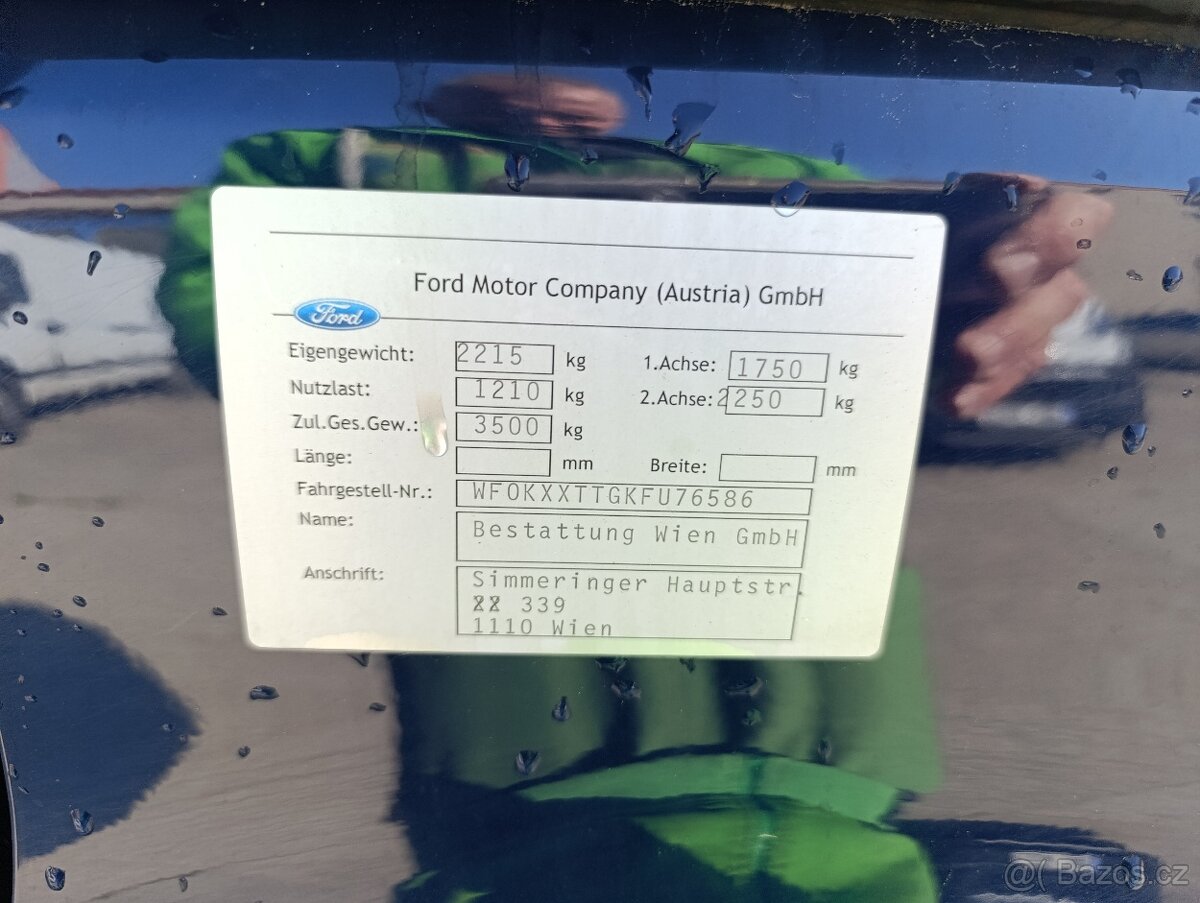 Ford Motor Company (Austria) GmbH
Ford
Eigengewicht: 2215 kg 1.Achse: 1750 kg
Nutzlast: 1210 kg 2.Achse: 2250 kg
Zul.Ges.Gew.: 3500 kg
Länge: mm Breite: mm
Fahrgestell-Nr.: WF0KXXTTGKFU76586
Name: Bestattung Wien GmbH
Anschrift: Simmeringer Hauptstr.
339
1110 Wien
@( Bazos.cz